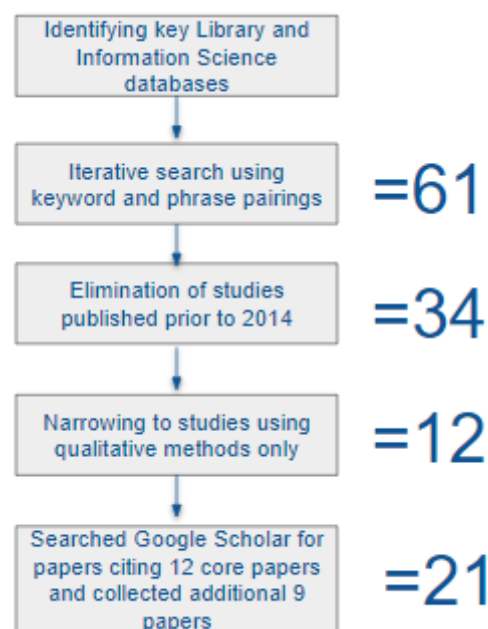 Identifying key Library and
Information Science
databases
Iterative search using
keyword and phrase pairings
=61
Elimination of studies
published prior to 2014
=34
Narrowing to studies using
qualitative methods only
=12
Searched Google Scholar for
papers citing 12 core papers
and collected additional 9
papers
=21